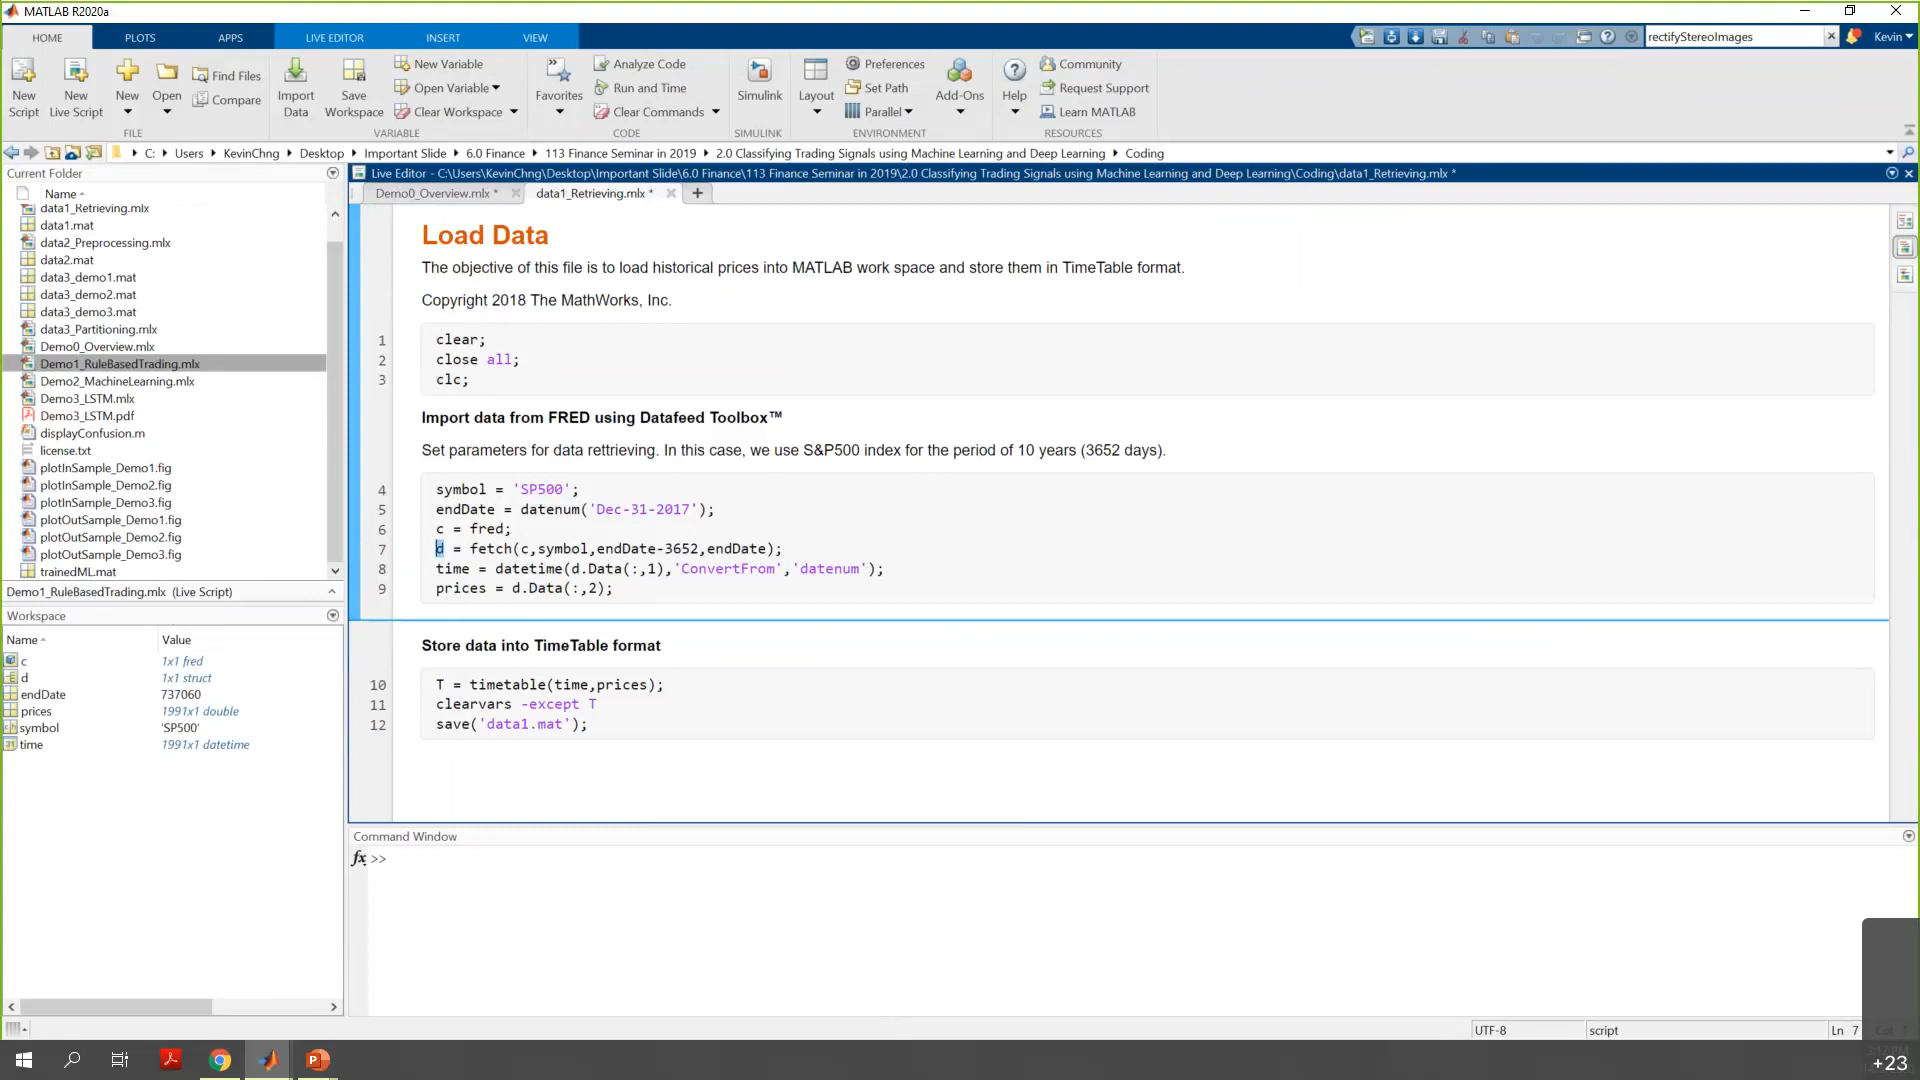 MATLAB R2020a
HOME PLOTS APPS LIVE EDITOR INSERT VIEW
rectifyStereoImages
Kevin
New Script
New Live Script
New
Open
Find Files
Compare
FILE
Import Data
Save Workspace
New Variable
Open Variable
Clear Workspace
VARIABLE
Favorites
Analyze Code
Run and Time
Clear Commands
CODE
Simulink
SIMULINK
Layout
Preferences
Set Path
Parallel
Add-Ons
ENVIRONMENT
Help
Community
Request Support
Learn MATLAB
RESOURCES
C: Users KevinChng Desktop Important Slide 6.0 Finance 113 Finance Seminar in 2019 2.0 Classifying Trading Signals using Machine Learning and Deep Learning Coding
Current Folder
Name
data1_Retrieving.mlx
data1.mat
data2_Preprocessing.mlx
data2.mat
data3_demo1.mat
data3_demo2.mat
data3_demo3.mat
data3_Partitioning.mlx
Demo0_Overview.mlx
Demo1_RuleBasedTrading.mlx
Demo2_MachineLearning.mlx
Demo3_LSTM.mlx
Demo3_LSTM.pdf
displayConfusion.m
license.txt
plotInSample_Demo1.fig
plotInSample_Demo2.fig
plotInSample_Demo3.fig
plotOutSample_Demo1.fig
plotOutSample_Demo2.fig
plotOutSample_Demo3.fig
trainedML.mat
Demo1_RuleBasedTrading.mlx (Live Script)
Workspace
Name Value
c 1x1 fred
d 1x1 struct
endDate 737060
prices 1991x1 double
symbol 'SP500'
time 1991x1 datetime
Live Editor - C:\Users\KevinChng\Desktop\Important Slide\6.0 Finance\113 Finance Seminar in 2019\2.0 Classifying Trading Signals using Machine Learning and Deep Learning\Coding\data1_Retrieving.mlx *
Demo0_Overview.mlx * data1_Retrieving.mlx *
Load Data
The objective of this file is to load historical prices into MATLAB work space and store them in TimeTable format.
Copyright 2018 The MathWorks, Inc.
1 clear;
2 close all;
3 clc;
Import data from FRED using Datafeed Toolbox™
Set parameters for data rettrieving. In this case, we use S&P500 index for the period of 10 years (3652 days).
4 symbol = 'SP500';
5 endDate = datenum('Dec-31-2017');
6 c = fred;
7 d = fetch(c,symbol,endDate-3652,endDate);
8 time = datetime(d.Data(:,1),'ConvertFrom','datenum');
9 prices = d.Data(:,2);
Store data into TimeTable format
10 T = timetable(time,prices);
11 clearvars -except T
12 save('data1.mat');
Command Window
fx >>
UTF-8 script Ln 7
+23